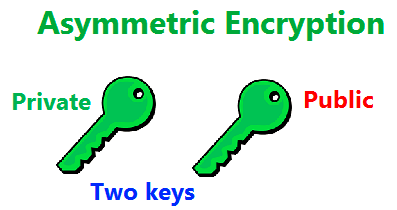 Asymmetric Encryption
Private
Public
Two keys